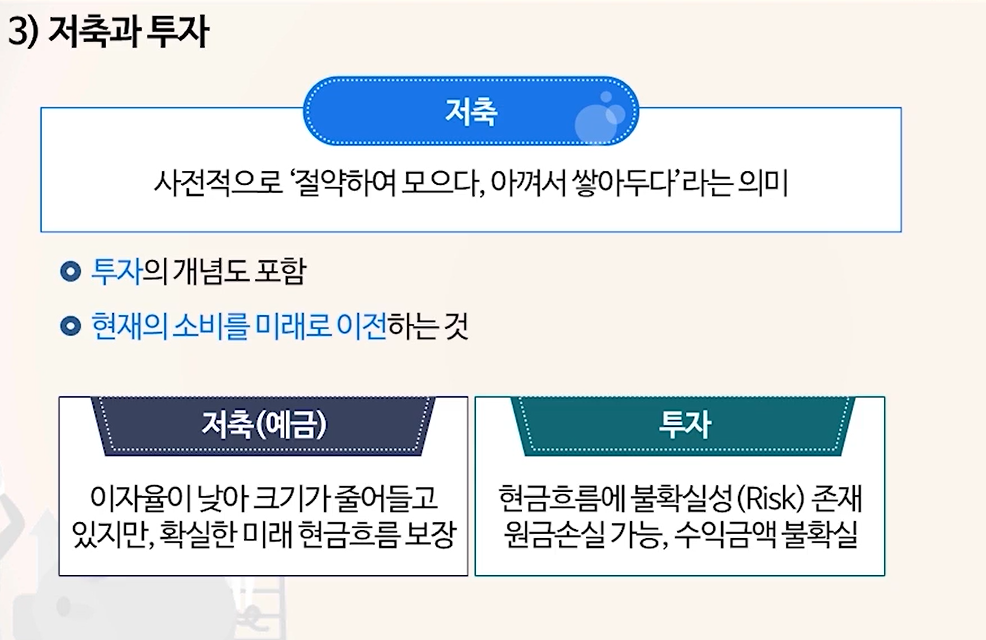 3) 저축과 투자
저축
사전적으로 ‘절약하여 모으다, 아껴서 쌓아두다’라는 의미
투자의 개념도 포함
현재의 소비를 미래로 이전하는 것
저축(예금)
이자율이 낮아 크기가 줄어들고
있지만, 확실한 미래 현금흐름 보장
투자
현금흐름에 불확실성(Risk) 존재
원금손실 가능, 수익금액 불확실